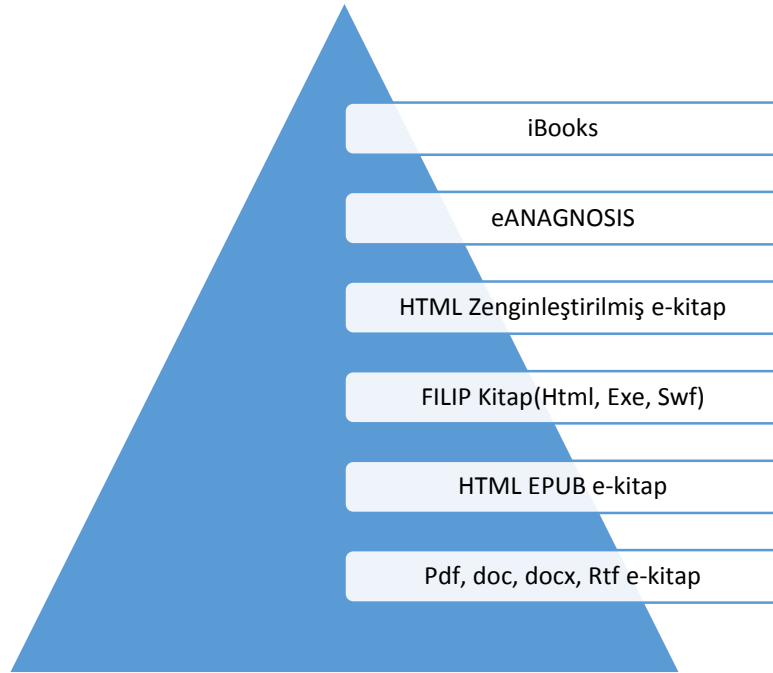 iBooks
eANAGNOSIS
HTML Zenginleştirilmiş e-kitap
FILIP Kitap(Html, Exe, Swf)
HTML EPUB e-kitap
Pdf, doc, docx, Rtf e-kitap